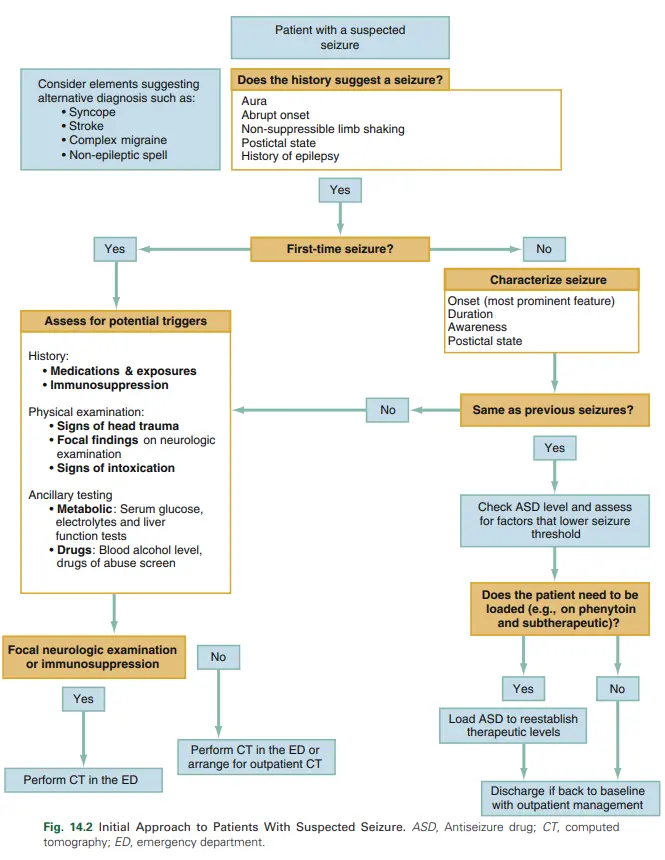 Patient with a suspected
seizure
Consider elements suggesting
alternative diagnosis such as:
• Syncope
• Stroke
• Complex migraine
• Non-epileptic spell
Does the history suggest a seizure?
Aura
Abrupt onset
Non-suppressible limb shaking
Postictal state
History of epilepsy
Yes
Yes
First-time seizure?
No
Characterize seizure
Onset (most prominent feature)
Duration
Awareness
Postictal state
Assess for potential triggers
History:
• Medications & exposures
• Immunosuppression
Physical examination:
• Signs of head trauma
• Focal findings on neurologic
examination
• Signs of intoxication
Ancillary testing
• Metabolic: Serum glucose,
electrolytes and liver
function tests
• Drugs: Blood alcohol level,
drugs of abuse screen
No
Same as previous seizures?
Yes
Check ASD level and assess
for factors that lower seizure
threshold
Does the patient need to be
loaded (e.g., on phenytoin
and subtherapeutic)?
Focal neurologic examination
or immunosuppression
No
Yes
Yes
No
Load ASD to reestablish
therapeutic levels
Perform CT in the ED or
arrange for outpatient CT
Perform CT in the ED
Discharge if back to baseline
with outpatient management
Fig. 14.2 Initial Approach to Patients With Suspected Seizure. ASD, Antiseizure drug; CT, computed
tomography; ED, emergency department.